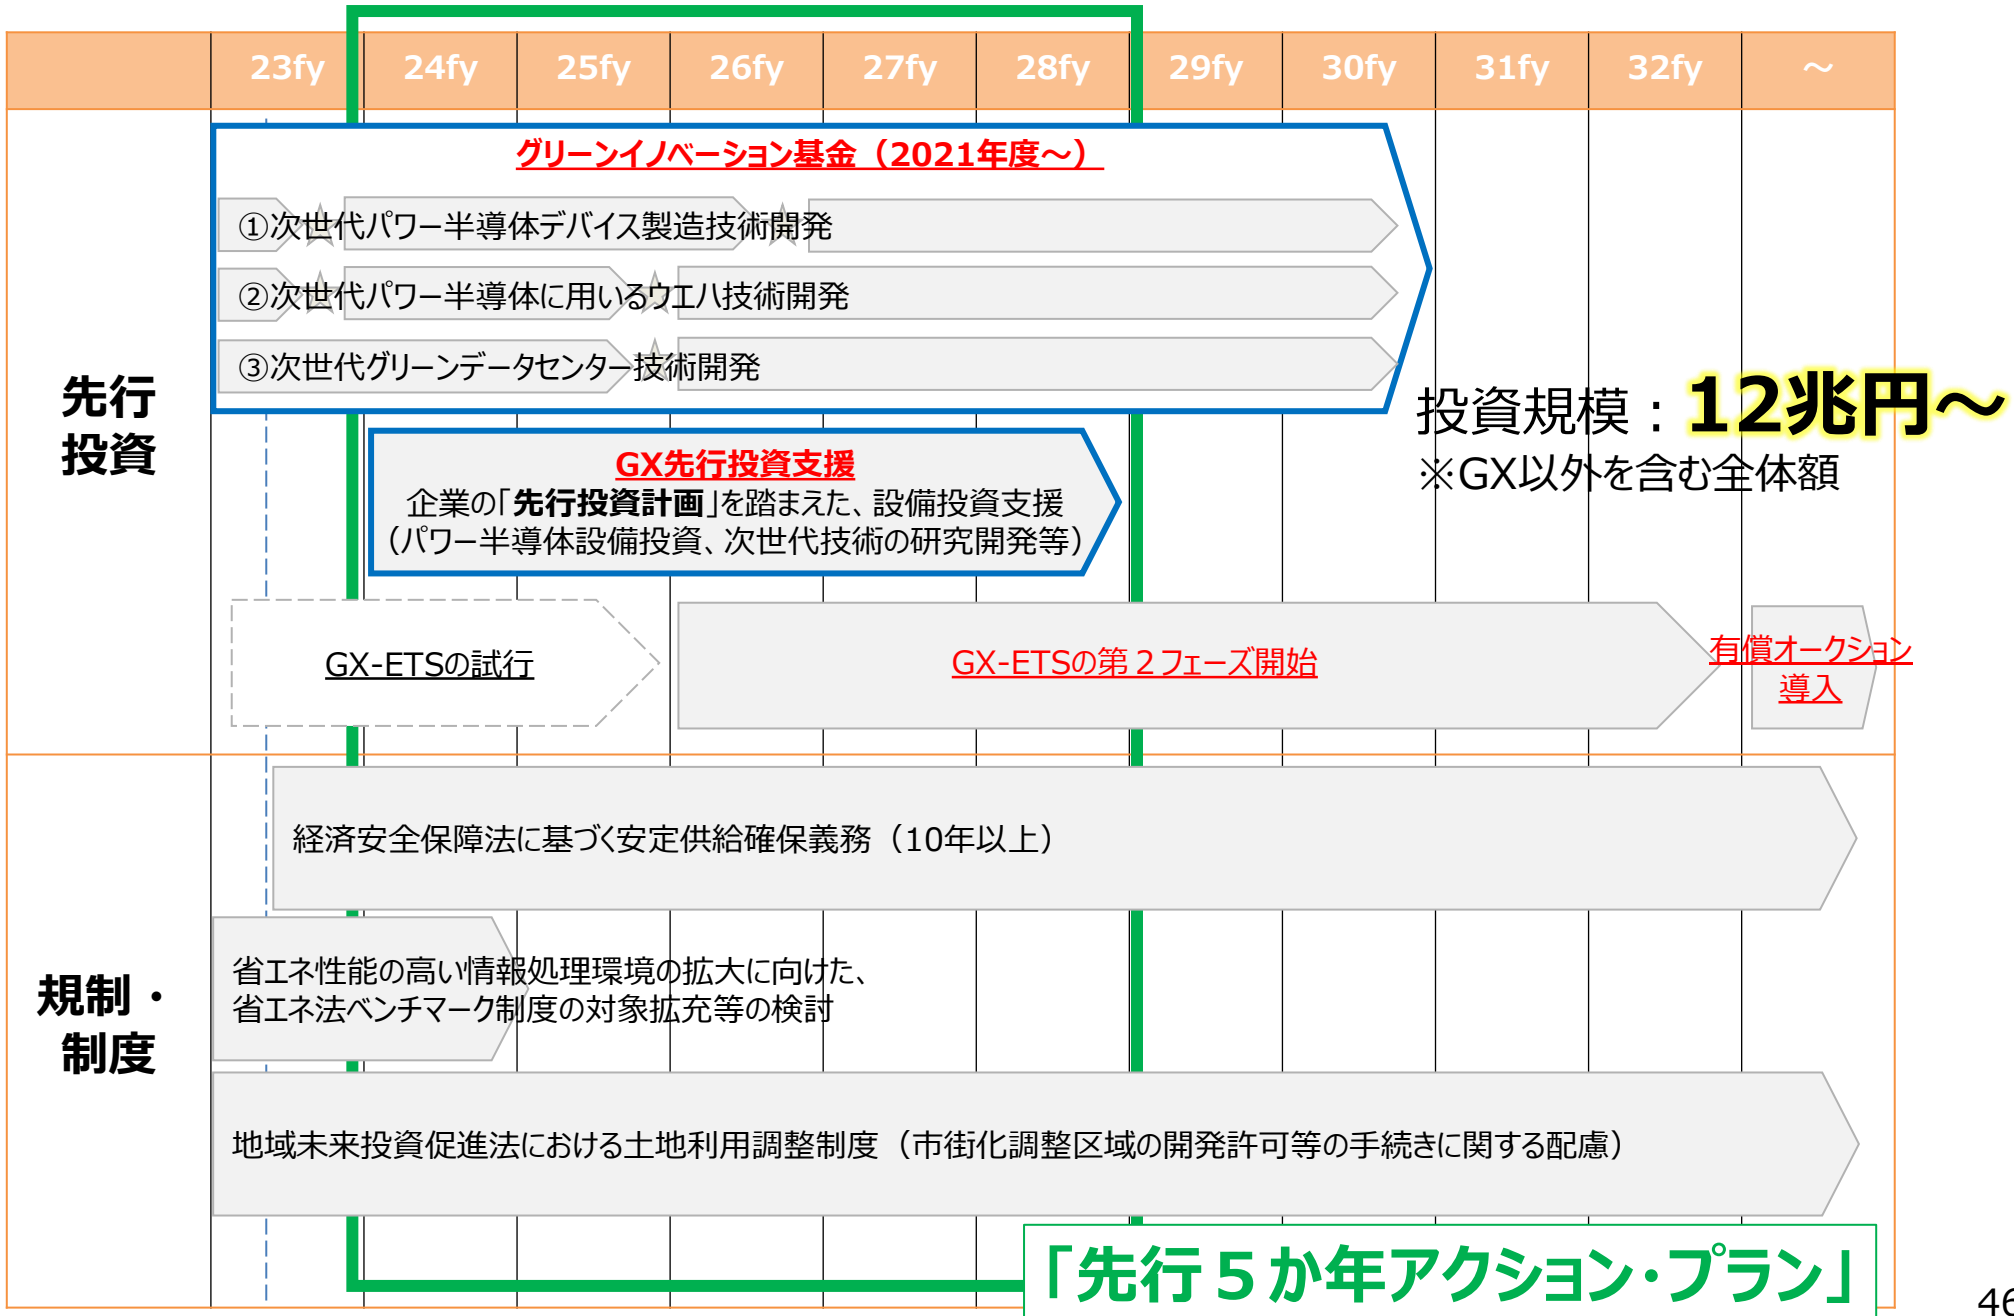 23fy 24fy 25fy 26fy 27fy 28fy 29fy 30fy 31fy 32fy ～
先行
投資
グリーンイノベーション基金（2021年度～）
①次世代パワー半導体デバイス製造技術開発
②次世代パワー半導体に用いるウエハ技術開発
③次世代グリーンデータセンター技術開発
投資規模：12兆円～
※GX以外を含む全体額
GX先行投資支援
企業の「先行投資計画」を踏まえた、設備投資支援
（パワー半導体設備投資、次世代技術の研究開発等）
GX-ETSの試行
GX-ETSの第２フェーズ開始
有償オークション
導入
規制・
制度
経済安全保障法に基づく安定供給確保義務（10年以上）
省エネ性能の高い情報処理環境の拡大に向けた、
省エネ法ベンチマーク制度の対象拡充等の検討
地域未来投資促進法における土地利用調整制度（市街化調整区域の開発許可等の手続きに関する配慮）
「先行５か年アクション・プラン」
46